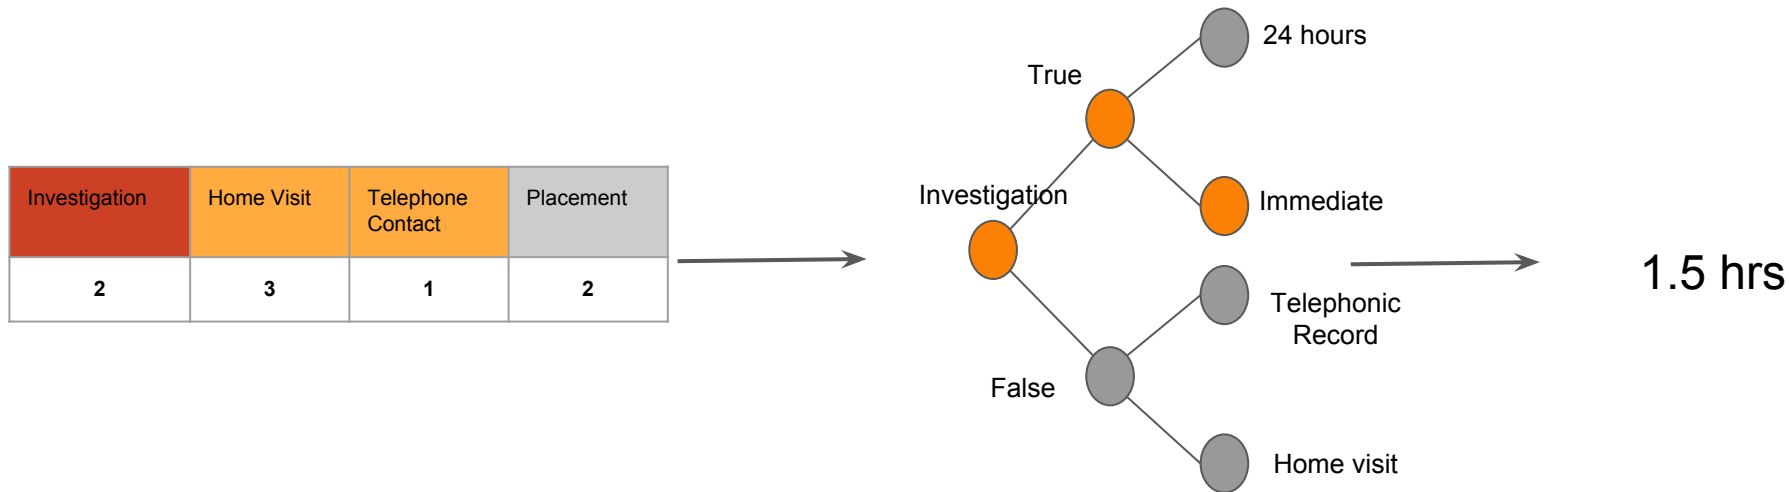 Investigation
Home Visit
Telephone
Contact
Placement
2
3
1
2
24 hours
True
Investigation
Immediate
Telephonic
Record
False
Home visit
1.5 hrs